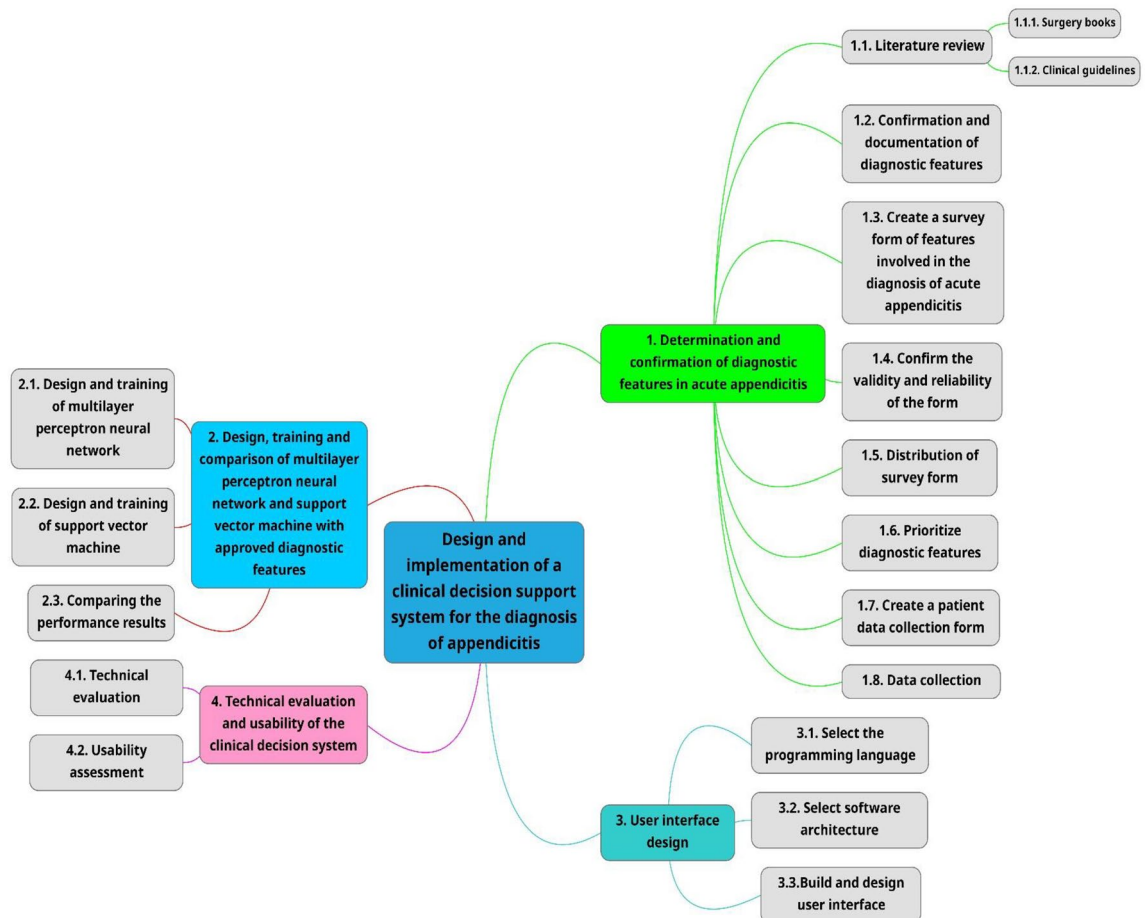 Design and
implementation of a
clinical decision support
system for the diagnosis
of appendicitis
1. Determination and
confirmation of diagnostic
features in acute appendicitis
1.1. Literature review
1.1.1. Surgery books
1.1.2. Clinical guidelines
1.2. Confirmation and
documentation of
diagnostic features
1.3. Create a survey
form of features
involved in the
diagnosis of acute
appendicitis
1.4. Confirm the
validity and reliability
of the form
1.5. Distribution of
survey form
1.6. Prioritize
diagnostic features
1.7. Create a patient
data collection form
1.8. Data collection
2. Design, training and
comparison of multilayer
perceptron neural
network and support
vector machine with
approved diagnostic
features
2.1. Design and training
of multilayer
perceptron neural
network
2.2. Design and training
of support vector
machine
2.3. Comparing the
performance results
3. User interface
design
3.1. Select the
programming language
3.2. Select software
architecture
3.3.Build and design
user interface
4. Technical evaluation
and usability of the
clinical decision system
4.1. Technical
evaluation
4.2. Usability
assessment